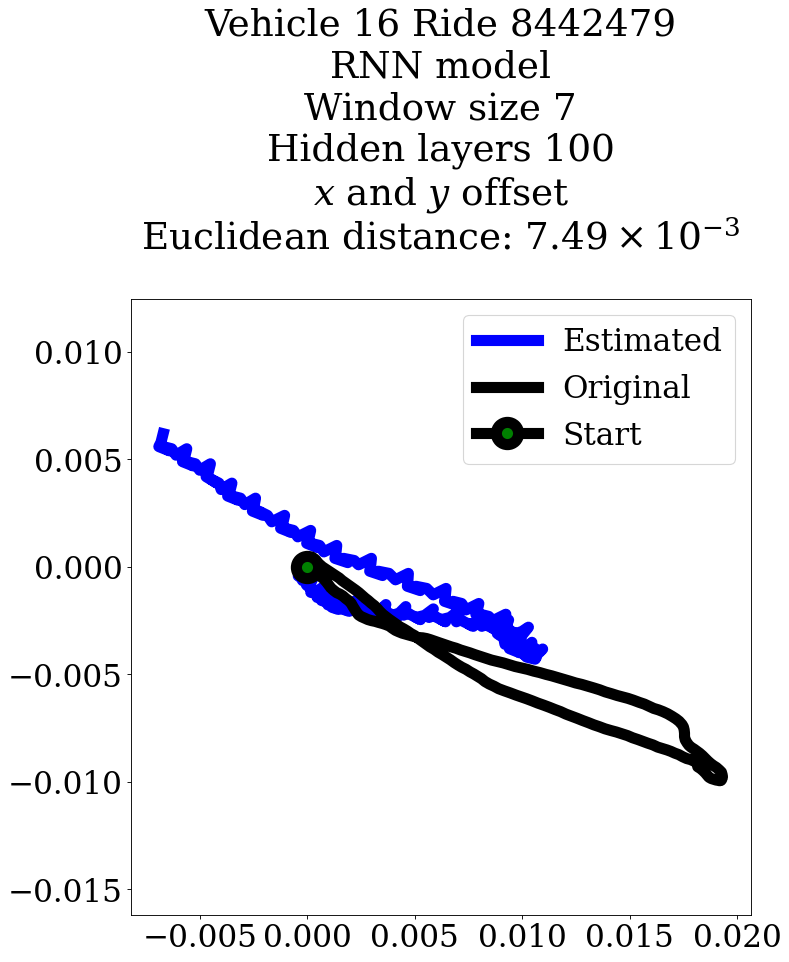 Vehicle 16 Ride 8442479
RNN model
Window size 7
Hidden layers 100
x and y offset
Euclidean distance: 7.49 × 10⁻³
Estimated
Original
Start
0.010
0.005
0.000
−0.005
−0.010
−0.015
−0.005 0.000 0.005 0.010 0.015 0.020